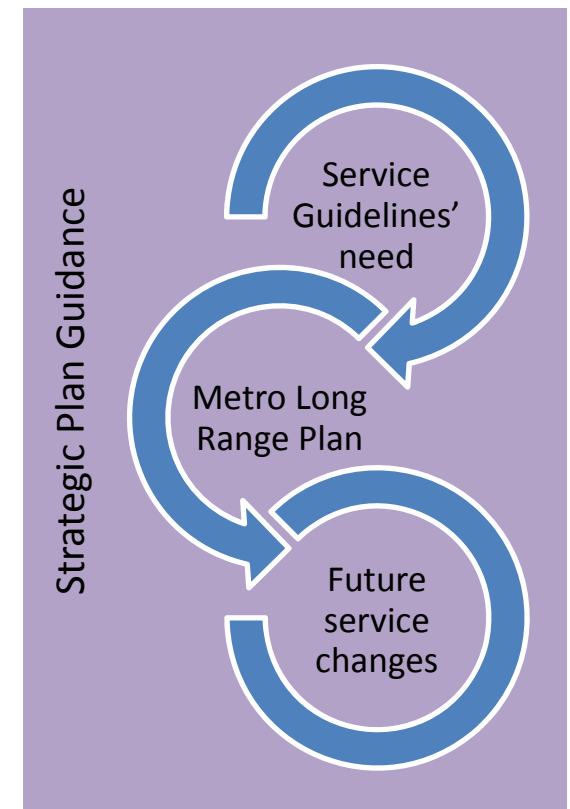 Strategic Plan Guidance
Service
Guidelines’
need
Metro Long
Range Plan
Future
service
changes